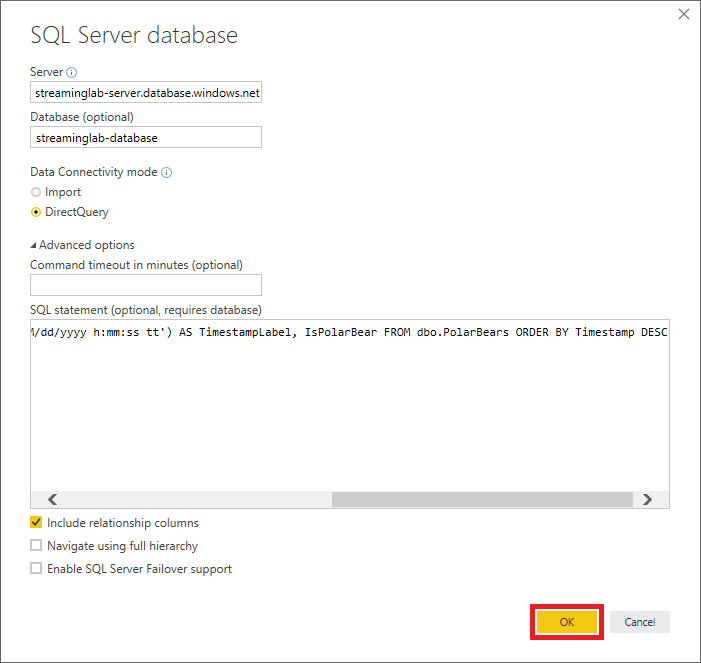 SQL Server database
Server
streaminglab-server.database.windows.net
Database (optional)
streaminglab-database
Data Connectivity mode
Import
DirectQuery
Advanced options
Command timeout in minutes (optional)
SQL statement (optional, requires database)
/dd/yyyy h:mm:ss tt') AS TimestampLabel, IsPolarBear FROM dbo.PolarBears ORDER BY Timestamp DESC
Include relationship columns
Navigate using full hierarchy
Enable SQL Server Failover support
OK Cancel